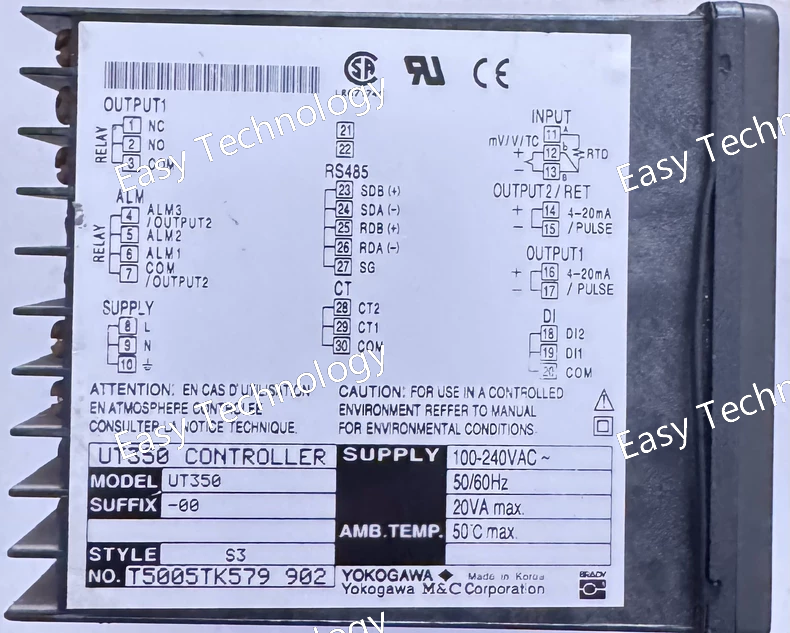 OUTPUT1
RELAY
1 NC
2 NO
3 COM
ALM
RELAY
4 ALM3
/OUTPUT2
5 ALM2
6 ALM1
7 COM
/OUTPUT2
SUPPLY
8 L
9 N
10
21
22
RS485
23 SDB (+)
24 SDA (-)
25 RDB (+)
26 RDA (-)
27 SG
CT
28 CT2
29 CT1
30 COM
INPUT
mV/V/TC
11 A
+ 12 b RTD
- 13 B
OUTPUT2/RET
+ 14 4-20mA
- 15 /PULSE
OUTPUT1
+ 16 4-20mA
- 17 /PULSE
DI
18 DI2
19 DI1
20 COM
ATTENTION: EN CAS D'UTILISATION
EN ATMOSPHERE CONTROLEE
CONSULTER LA NOTICE TECHNIQUE.
CAUTION: FOR USE IN A CONTROLLED
ENVIRONMENT REFFER TO MANUAL
FOR ENVIRONMENTAL CONDITIONS.
UT350 CONTROLLER
MODEL UT350
SUFFIX -00
STYLE S3
NO. T5005TK579 902
SUPPLY 100-240VAC ~
50/60Hz
20VA max.
AMB.TEMP. 50°C max.
YOKOGAWA ◆ Made in Korea
Yokogawa M&C Corporation
BRADY
Easy Technology
Easy Techn
Easy Technology
Easy Techn